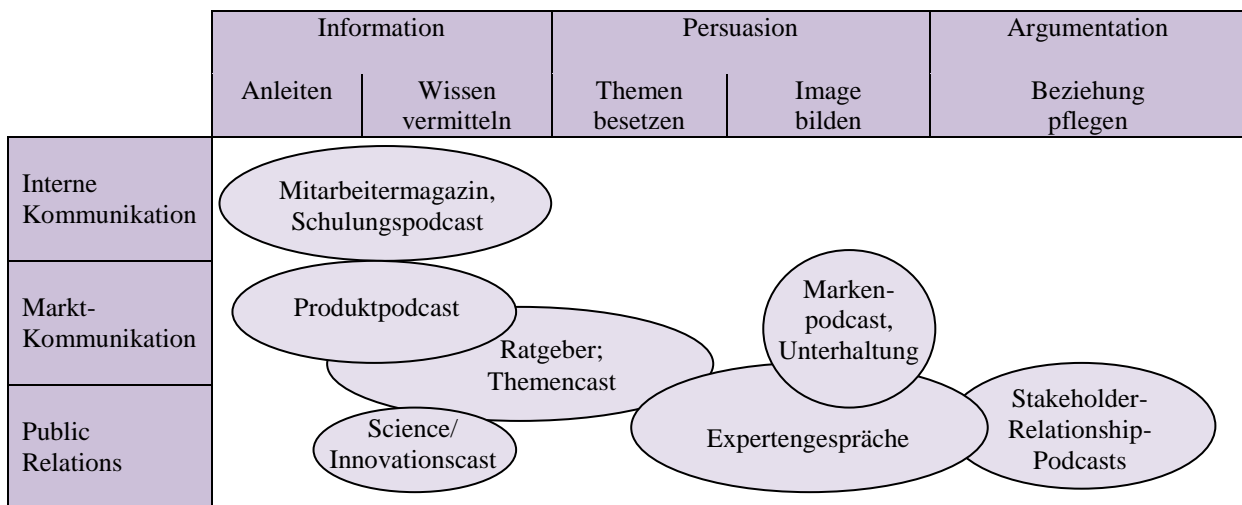 Information
Persuasion
Argumentation
Anleiten
Wissen
vermitteln
Themen
besetzen
Image
bilden
Beziehung
pflegen
Interne
Kommunikation
Mitarbeitermagazin,
Schulungspodcast
Markt-
Kommunikation
Produktpodcast
Ratgeber;
Themencast
Marken-
podcast,
Unterhaltung
Public
Relations
Science/
Innovationscast
Expertengespräche
Stakeholder-
Relationship-
Podcasts